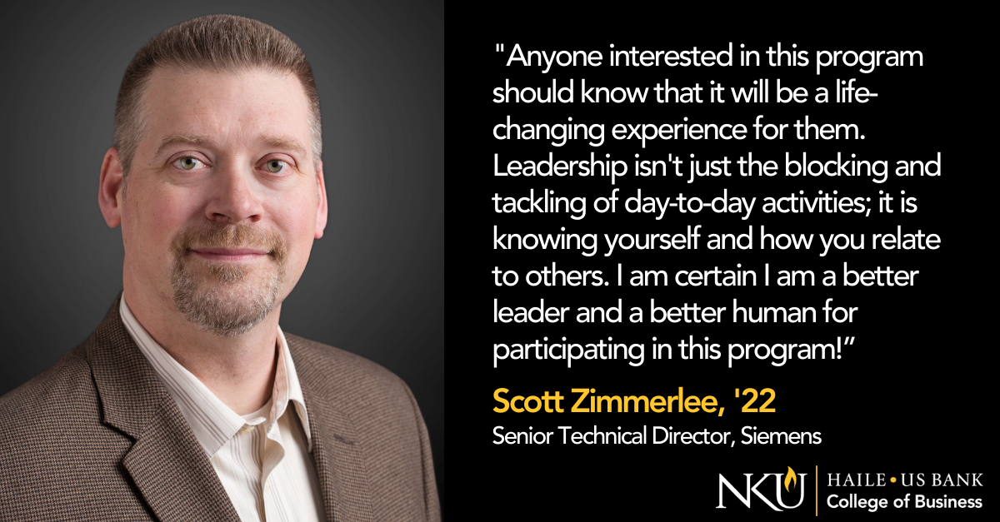 "Anyone interested in this program
should know that it will be a life-
changing experience for them.
Leadership isn't just the blocking and
tackling of day-to-day activities; it is
knowing yourself and how you relate
to others. I am certain I am a better
leader and a better human for
participating in this program!”
Scott Zimmerlee, '22
Senior Technical Director, Siemens
NKU
HAILE • US BANK
College of Business